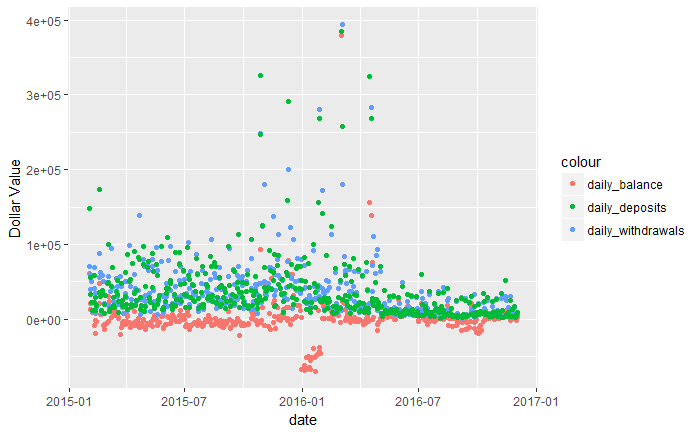 4e+05
3e+05
2e+05
1e+05
0e+00
Dollar Value
2015-01
2015-07
2016-01
2016-07
2017-01
date
colour
daily_balance
daily_deposits
daily_withdrawals